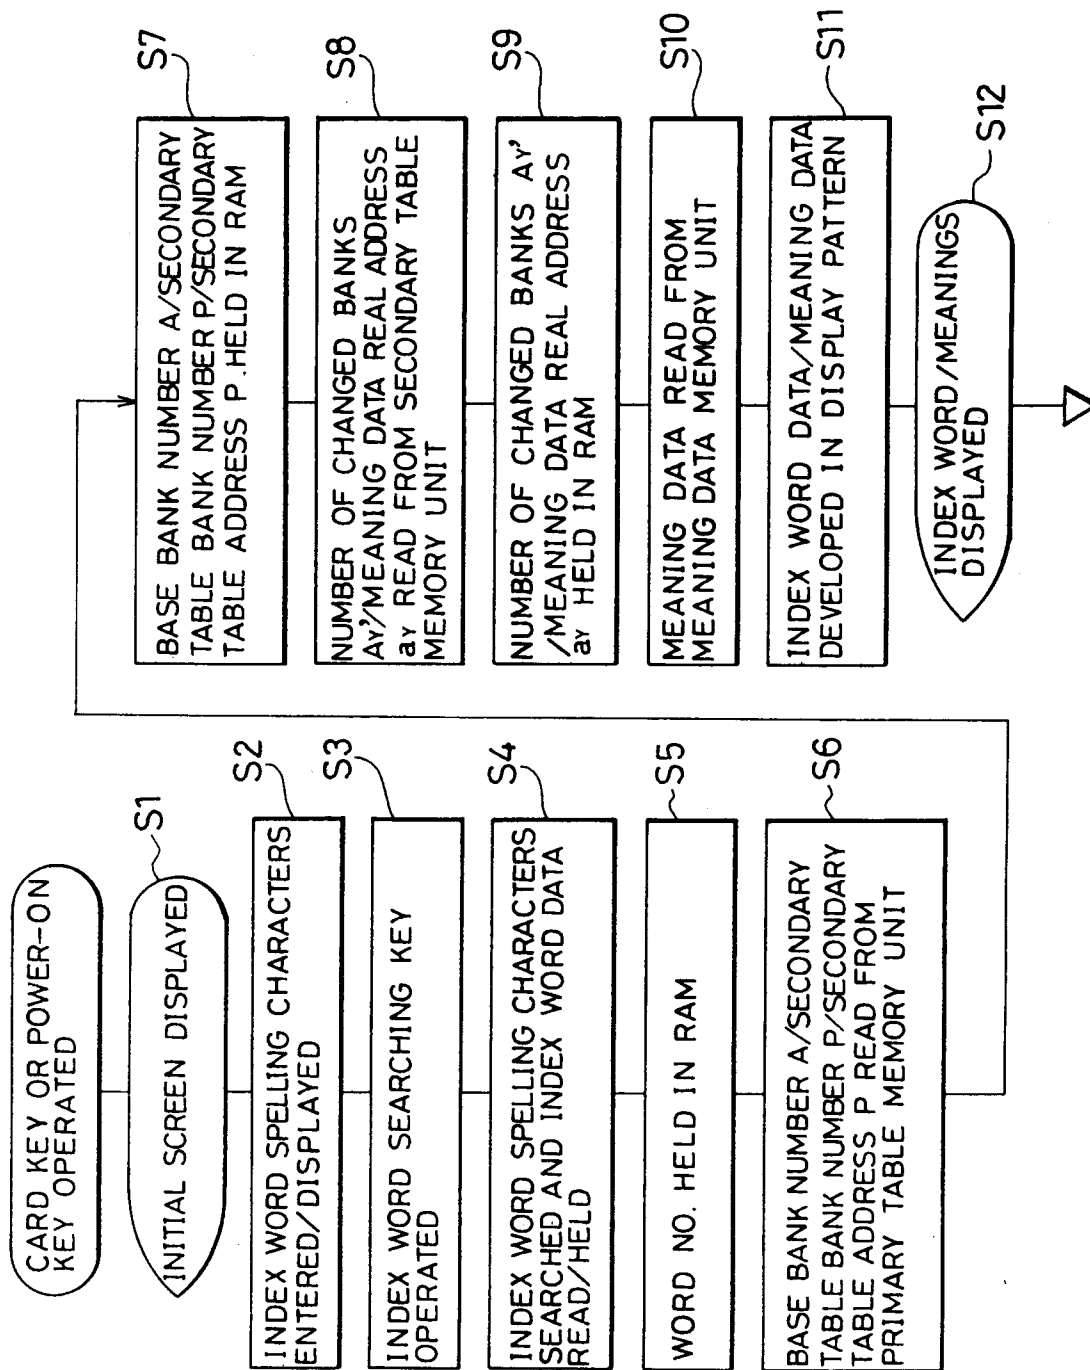 CARD KEY OR POWER-ON
KEY OPERATED
S1
INITIAL SCREEN DISPLAYED
S2
INDEX WORD SPELLING CHARACTERS
ENTERED/DISPLAYED
S3
INDEX WORD SEARCHING KEY
OPERATED
S4
INDEX WORD SPELLING CHARACTERS
SEARCHED AND INDEX WORD DATA
READ/HELD
S5
WORD NO. HELD IN RAM
S6
BASE BANK NUMBER A/SECONDARY
TABLE BANK NUMBER P/SECONDARY
TABLE ADDRESS P READ FROM
PRIMARY TABLE MEMORY UNIT
S7
BASE BANK NUMBER A/SECONDARY
TABLE BANK NUMBER P/SECONDARY
TABLE ADDRESS P.HELD IN RAM
S8
NUMBER OF CHANGED BANKS
AY'/MEANING DATA REAL ADDRESS
aY READ FROM SECONDARY TABLE
MEMORY UNIT
S9
NUMBER OF CHANGED BANKS AY'
/MEANING DATA REAL ADDRESS
aY HELD IN RAM
S10
MEANING DATA READ FROM
MEANING DATA MEMORY UNIT
S11
INDEX WORD DATA/MEANING DATA
DEVELOPED IN DISPLAY PATTERN
S12
INDEX WORD/MEANINGS
DISPLAYED